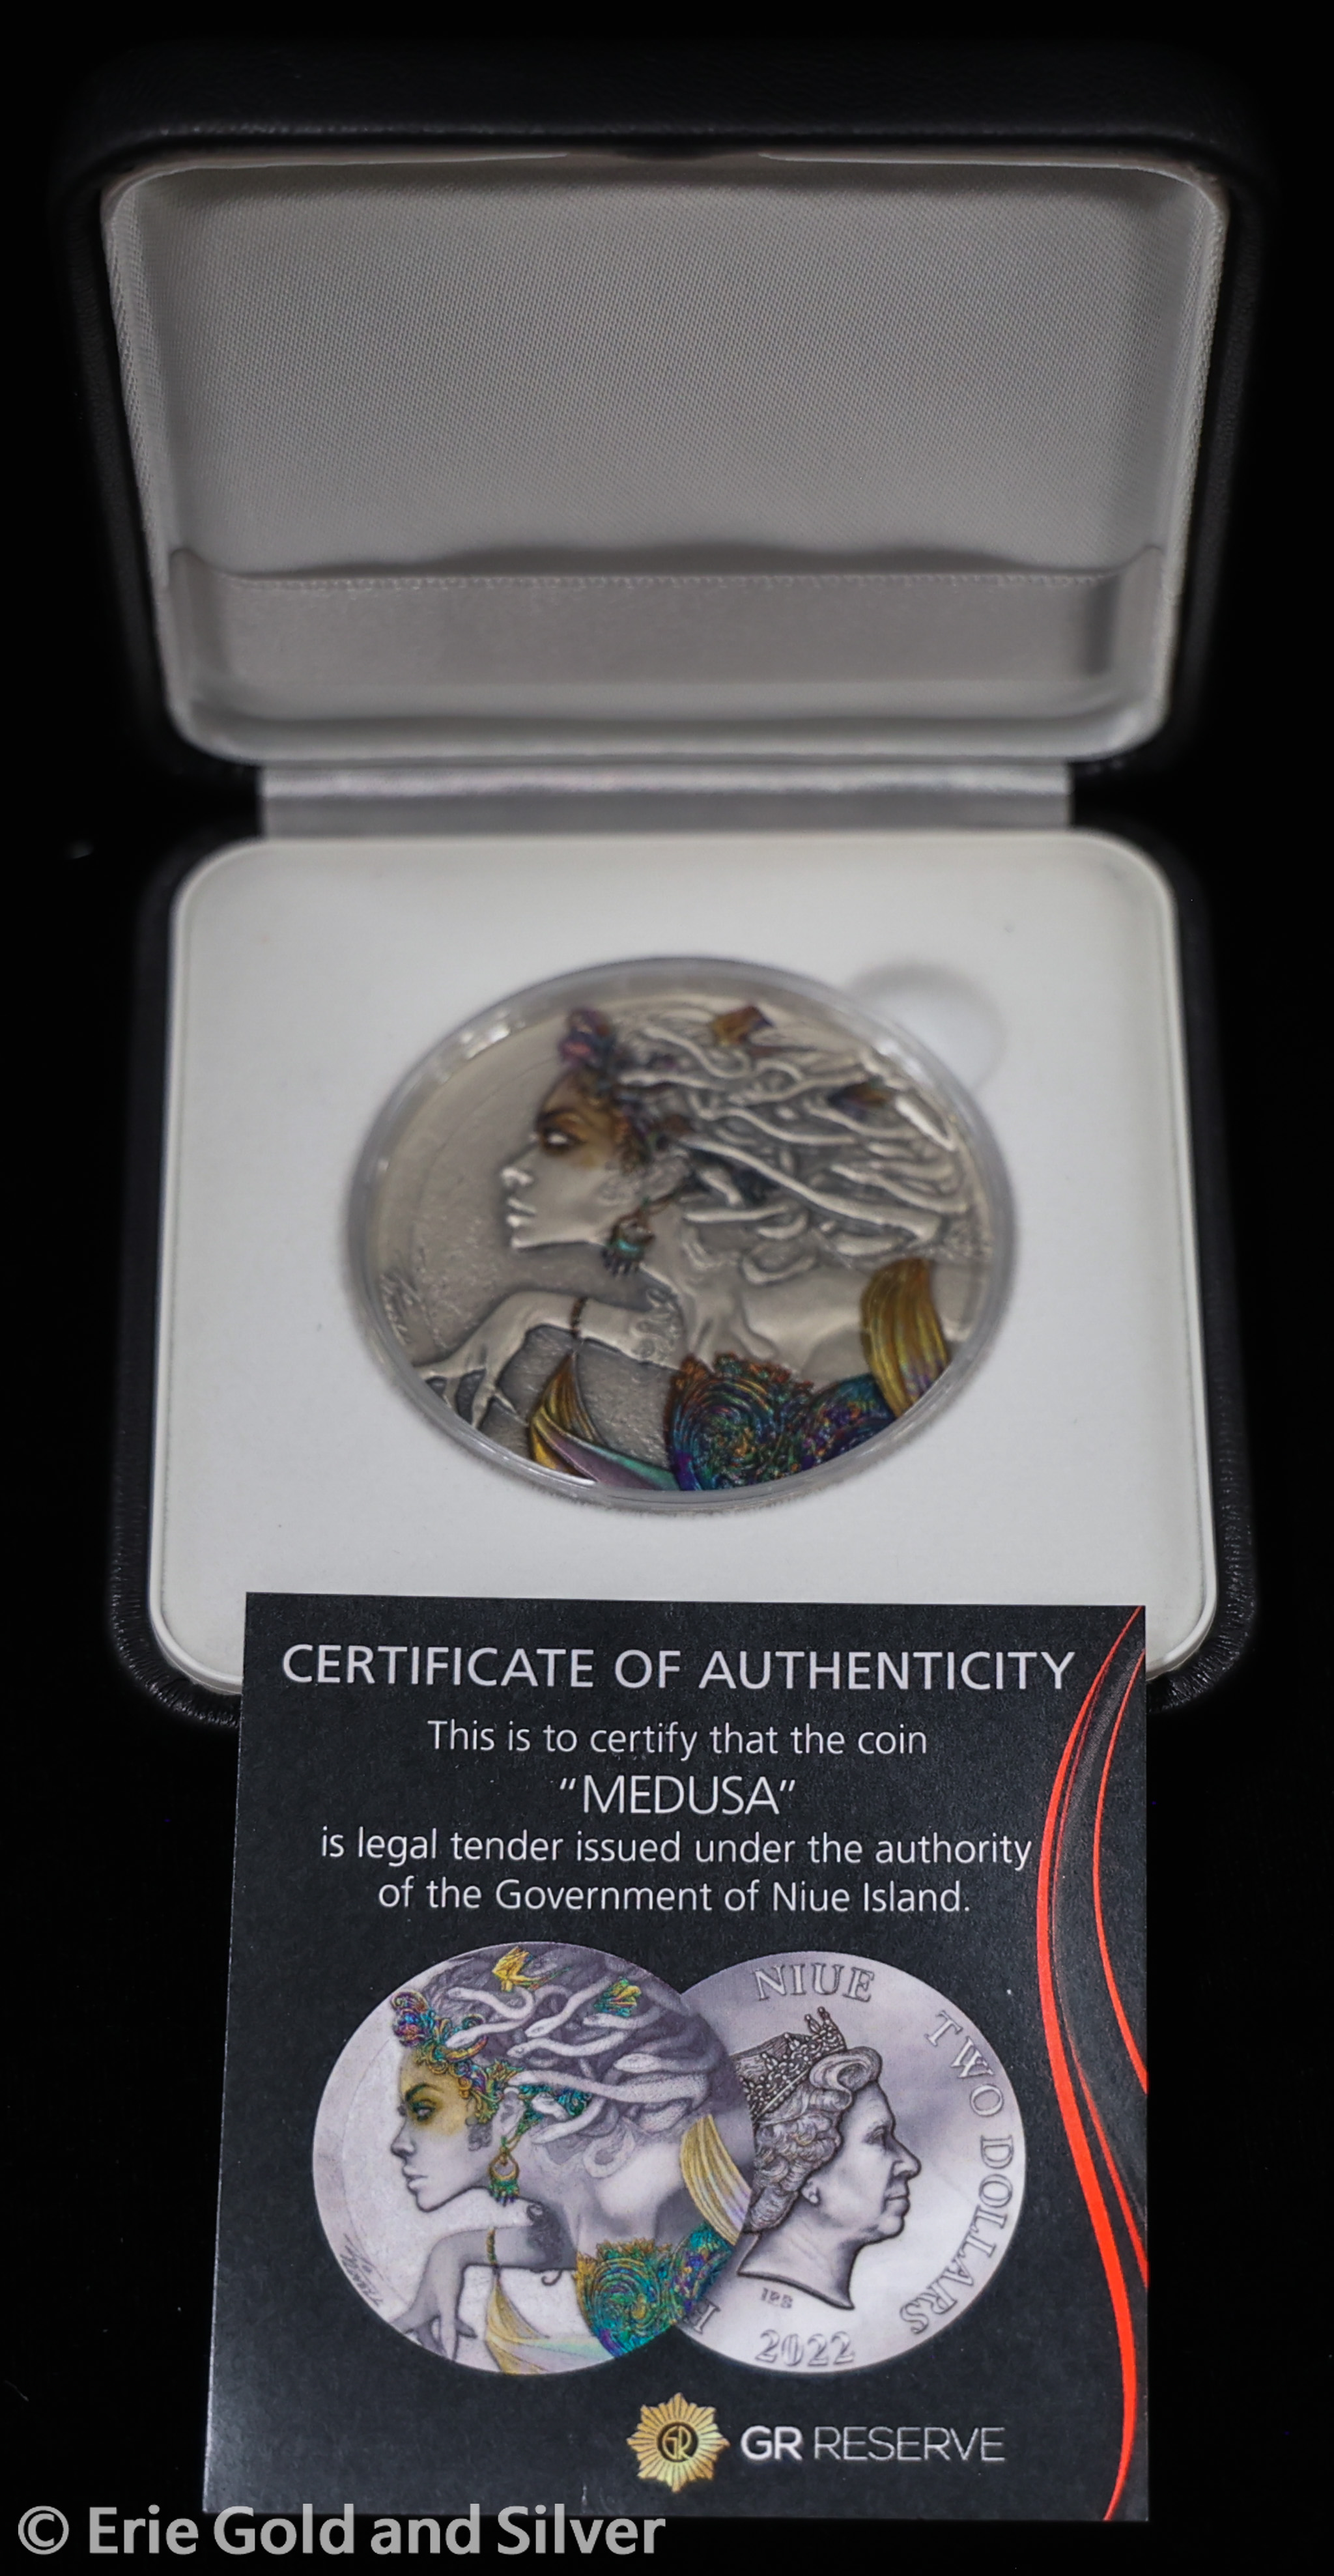 CERTIFICATE OF AUTHENTICITY
This is to certify that the coin
“MEDUSA”
is legal tender issued under the authority
of the Government of Niue Island.
NIUE
TWO DOLLARS
IRB
2022
GR
GR RESERVE
© Erie Gold and Silver